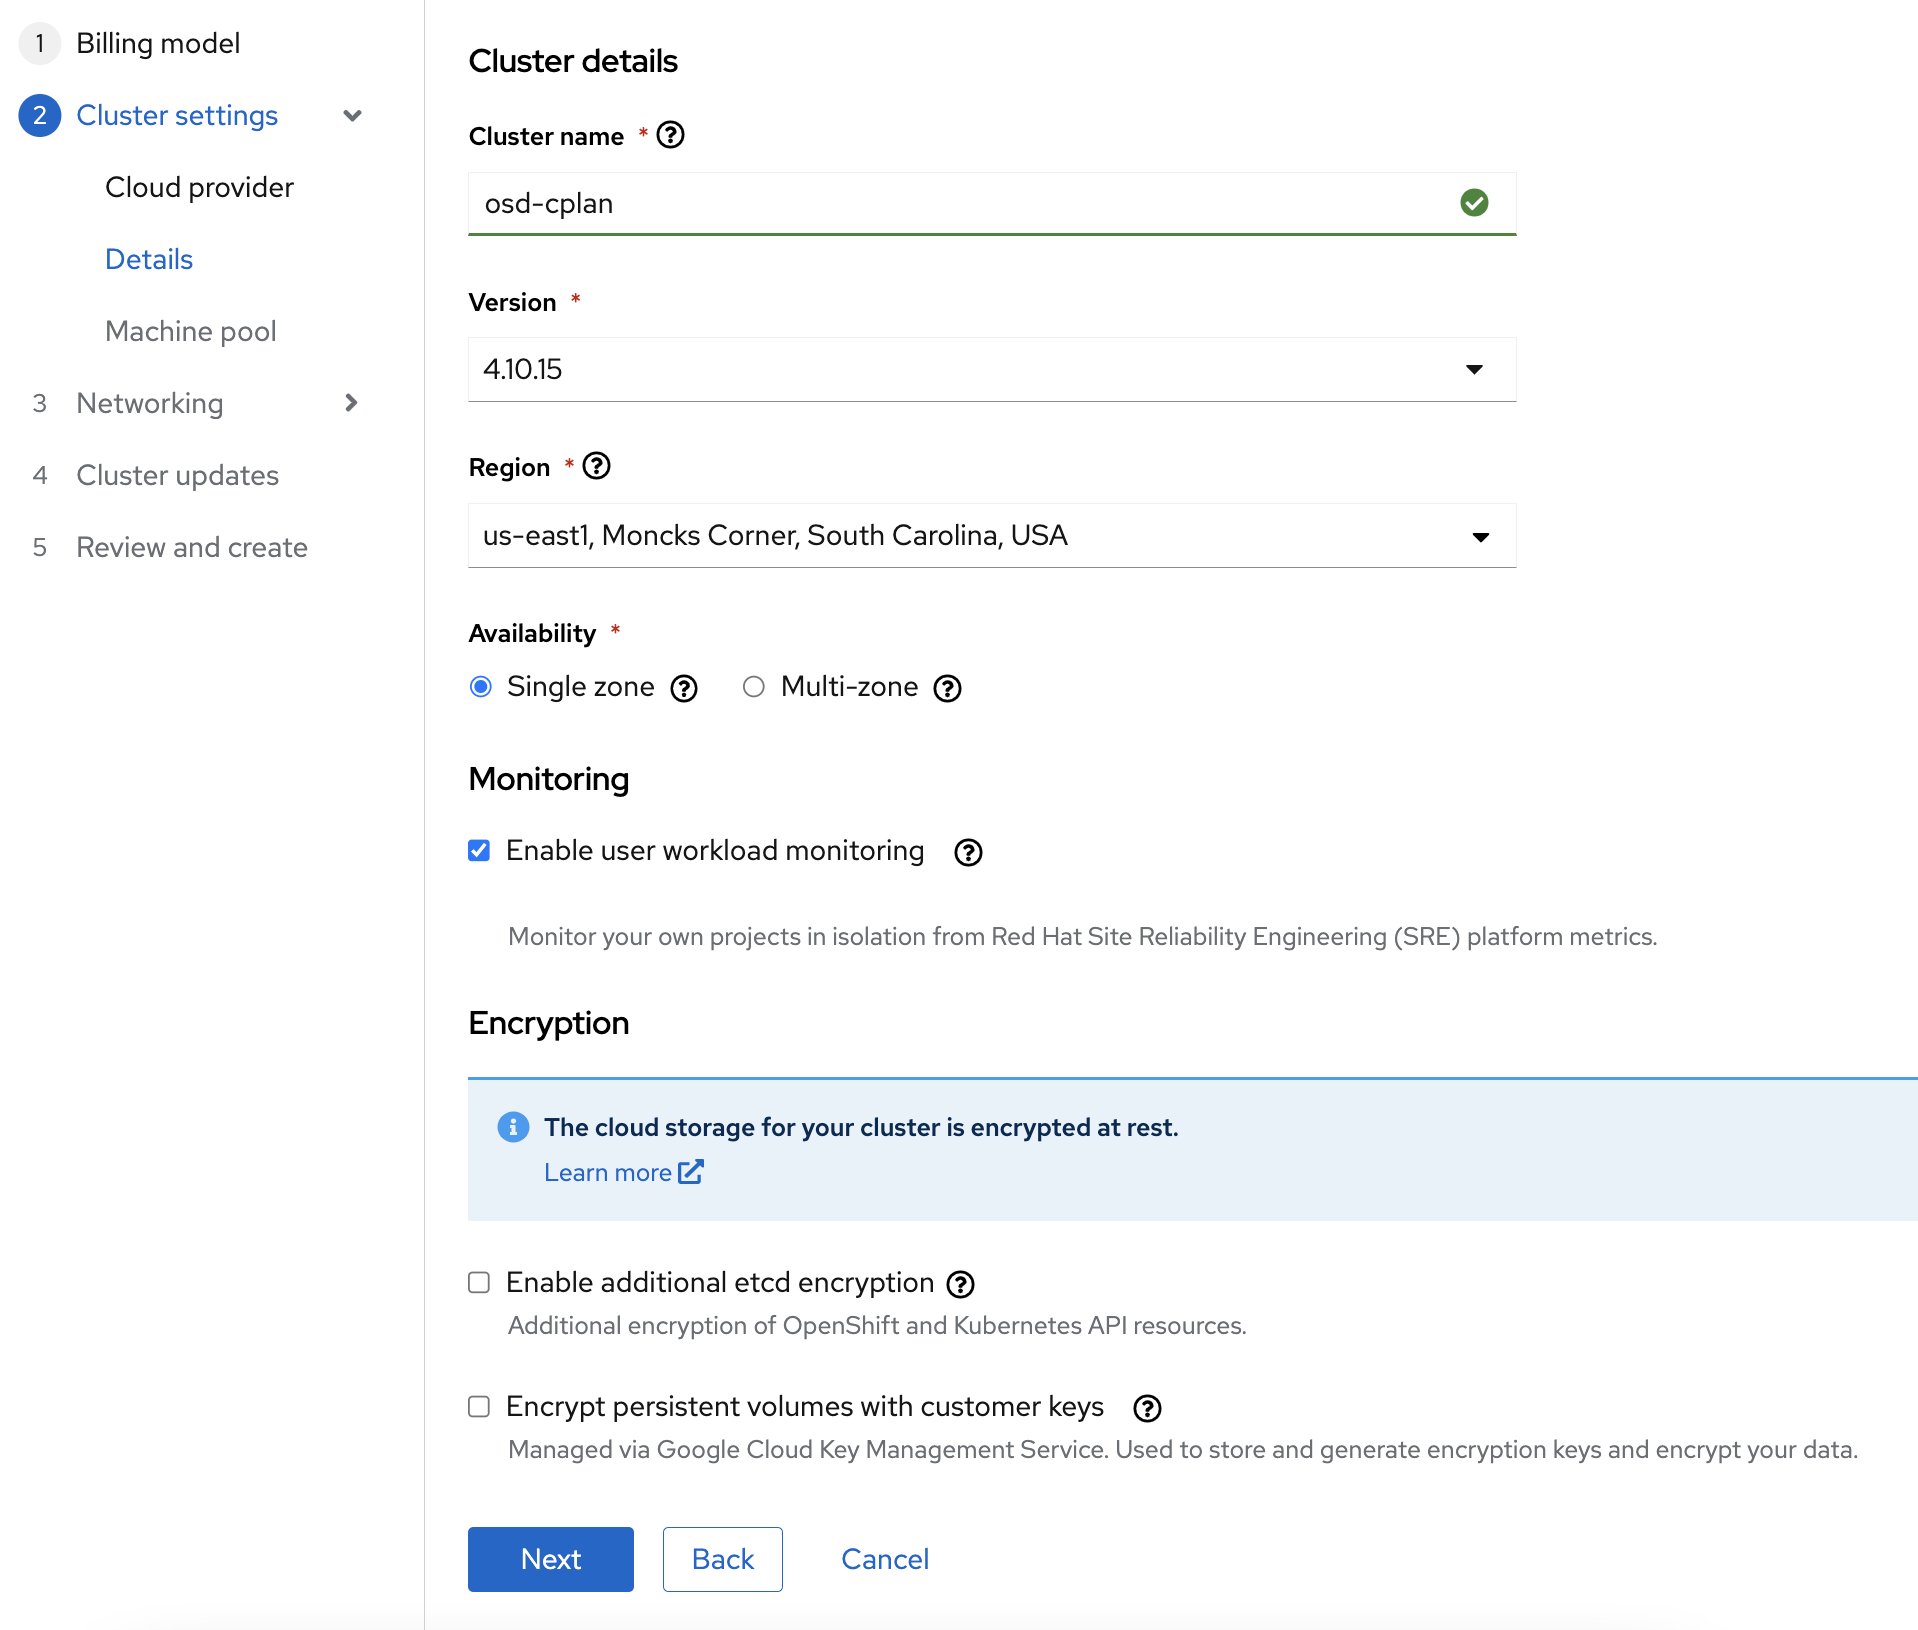 1 Billing model
2 Cluster settings
Cloud provider
Details
Machine pool
3 Networking
4 Cluster updates
5 Review and create
Cluster details
Cluster name *
osd-cplan
Version *
4.10.15
Region *
us-east1, Moncks Corner, South Carolina, USA
Availability *
Single zone Multi-zone
Monitoring
Enable user workload monitoring
Monitor your own projects in isolation from Red Hat Site Reliability Engineering (SRE) platform metrics.
Encryption
The cloud storage for your cluster is encrypted at rest.
Learn more
Enable additional etcd encryption
Additional encryption of OpenShift and Kubernetes API resources.
Encrypt persistent volumes with customer keys
Managed via Google Cloud Key Management Service. Used to store and generate encryption keys and encrypt your data.
Next Back Cancel